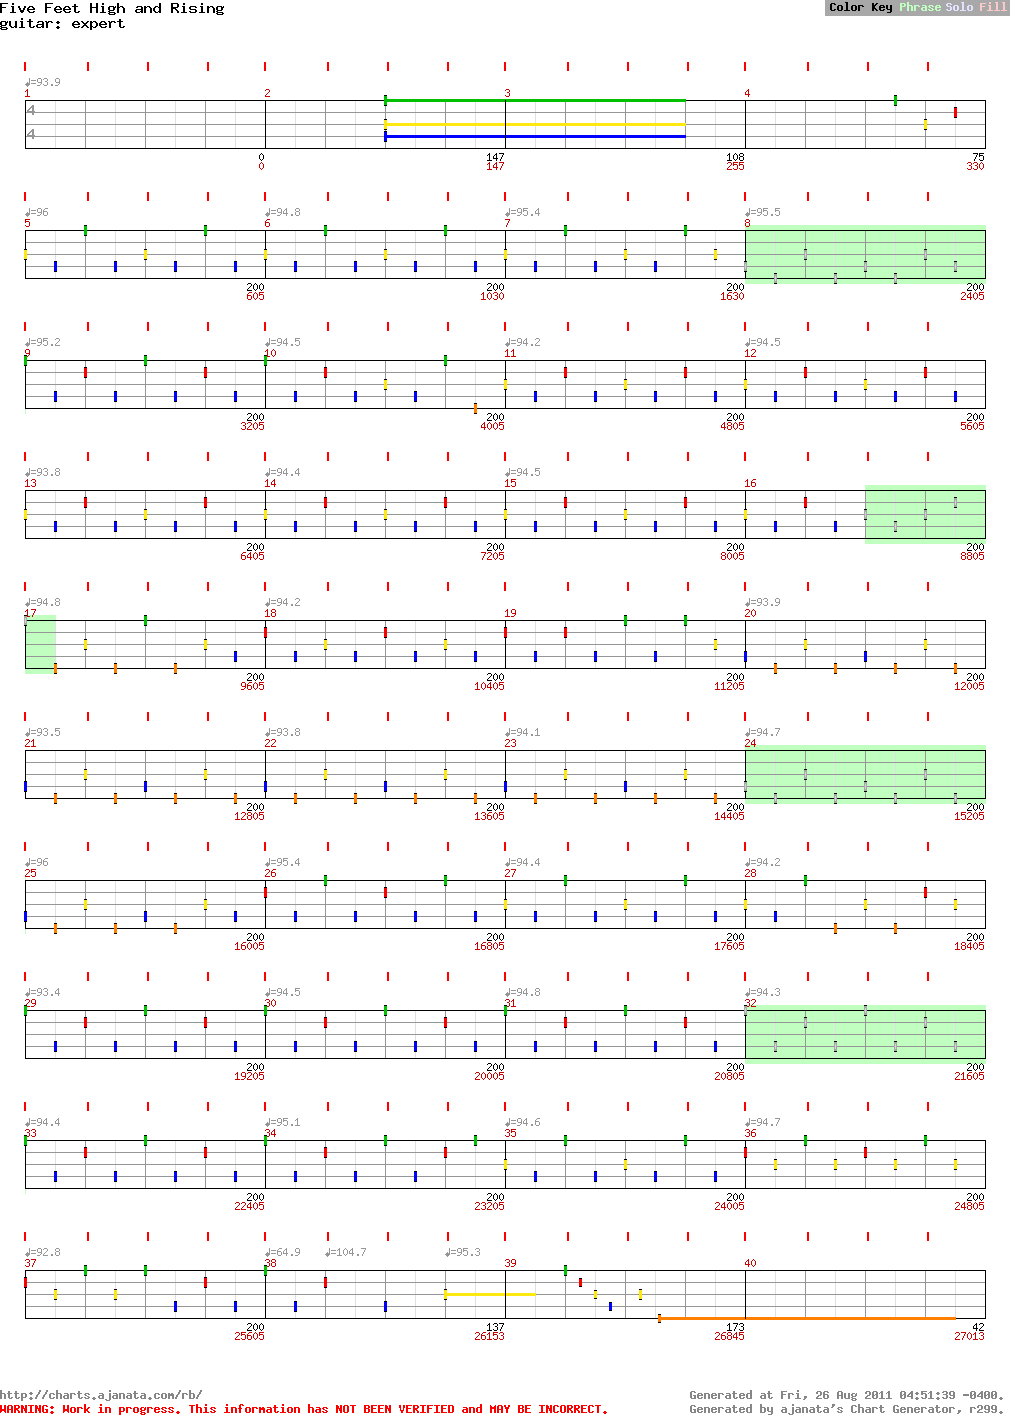 Five Feet High and Rising
guitar: expert
Color Key Phrase Solo Fill
♩=93.9
1 2 3 4
4
4
0 147 108 75
0 147 255 330
♩=96 ♩=94.8 ♩=95.4 ♩=95.5
5 6 7 8
200 200 200 200
605 1030 1630 2405
♩=95.2 ♩=94.5 ♩=94.2 ♩=94.5
9 10 11 12
200 200 200 200
3205 4005 4805 5605
♩=93.8 ♩=94.4 ♩=94.5
13 14 15 16
200 200 200 200
6405 7205 8005 8805
♩=94.8 ♩=94.2 ♩=93.9
17 18 19 20
200 200 200 200
9605 10405 11205 12005
♩=93.5 ♩=93.8 ♩=94.1 ♩=94.7
21 22 23 24
200 200 200 200
12805 13605 14405 15205
♩=96 ♩=95.4 ♩=94.4 ♩=94.2
25 26 27 28
200 200 200 200
16005 16805 17605 18405
♩=93.4 ♩=94.5 ♩=94.8 ♩=94.3
29 30 31 32
200 200 200 200
19205 20005 20805 21605
♩=94.4 ♩=95.1 ♩=94.6 ♩=94.7
33 34 35 36
200 200 200 200
22405 23205 24005 24805
♩=92.8 ♩=64.9 ♩=104.7 ♩=95.3
37 38 39 40
200 137 173 42
25605 26153 26845 27013
http://charts.ajanata.com/rb/ Generated at Fri, 26 Aug 2011 04:51:39 -0400.
WARNING: Work in progress. This information has NOT BEEN VERIFIED and MAY BE INCORRECT. Generated by ajanata's Chart Generator, r299.